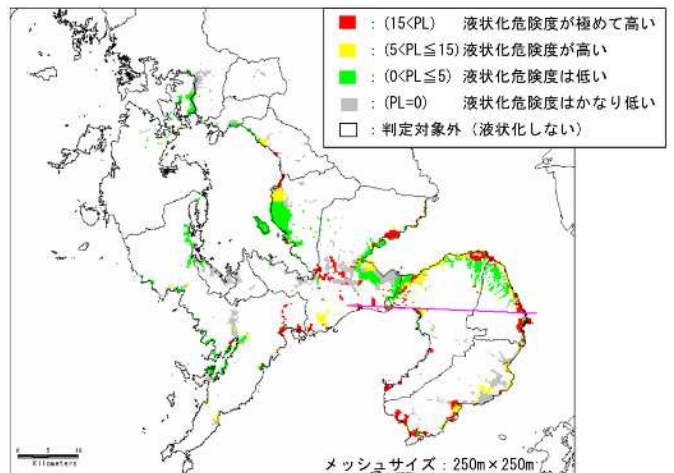 : (15<PL) 液状化危険度が極めて高い
: (5<PL≦15) 液状化危険度が高い
: (0<PL≦5) 液状化危険度は低い
: (PL=0) 液状化危険度はかなり低い
: 判定対象外 (液状化しない)
0 5 10
Kilometers
メッシュサイズ : 250m×250m